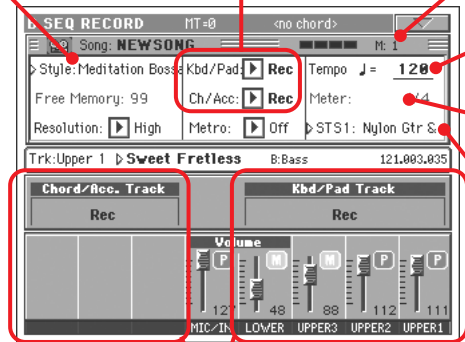 B.SEQ RECORD MT=0 <no chord>
Song: NEWSONG M: 1
Style: Meditation Bossa Kbd/Pad: Rec Tempo ♩ = 120
Free Memory: 99 Ch/Acc: Rec Meter: /4
Resolution: High Metro: Off STS1: Nylon Gtr &
Trk:Upper 1 Sweet Fretless B:Bass 121.003.035
Chord/Acc. Track Kbd/Pad Track
Rec Rec
Volume
P M M P P
127 48 88 112 111
MIC/IN LOWER UPPER3 UPPER2 UPPER1